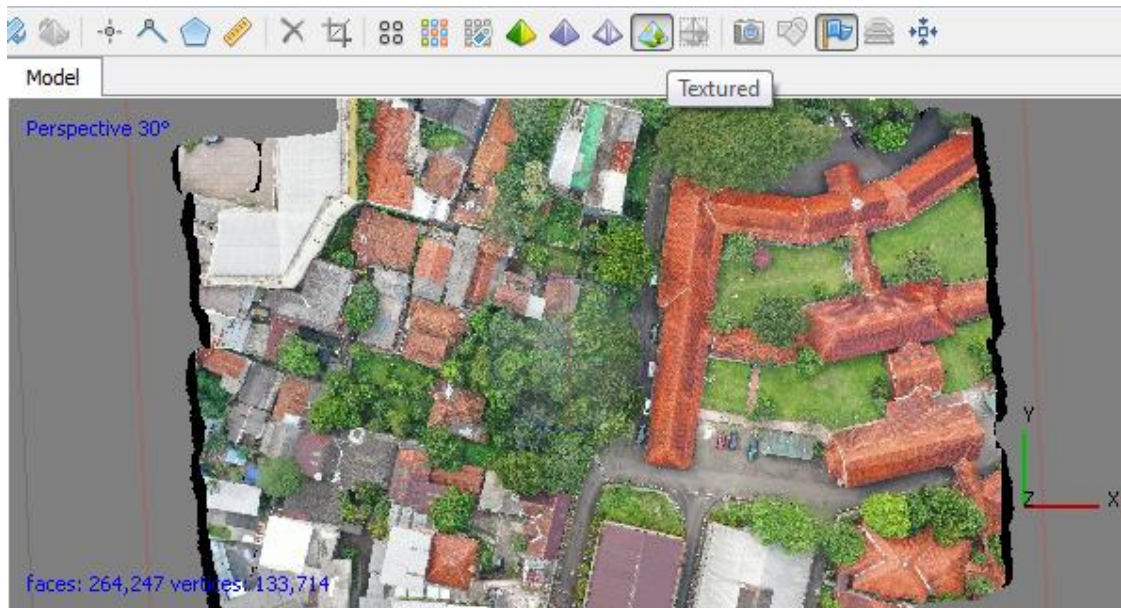 Model
Textured
Perspective 30°
Y
Z X
faces: 264,247 vertices: 133,714